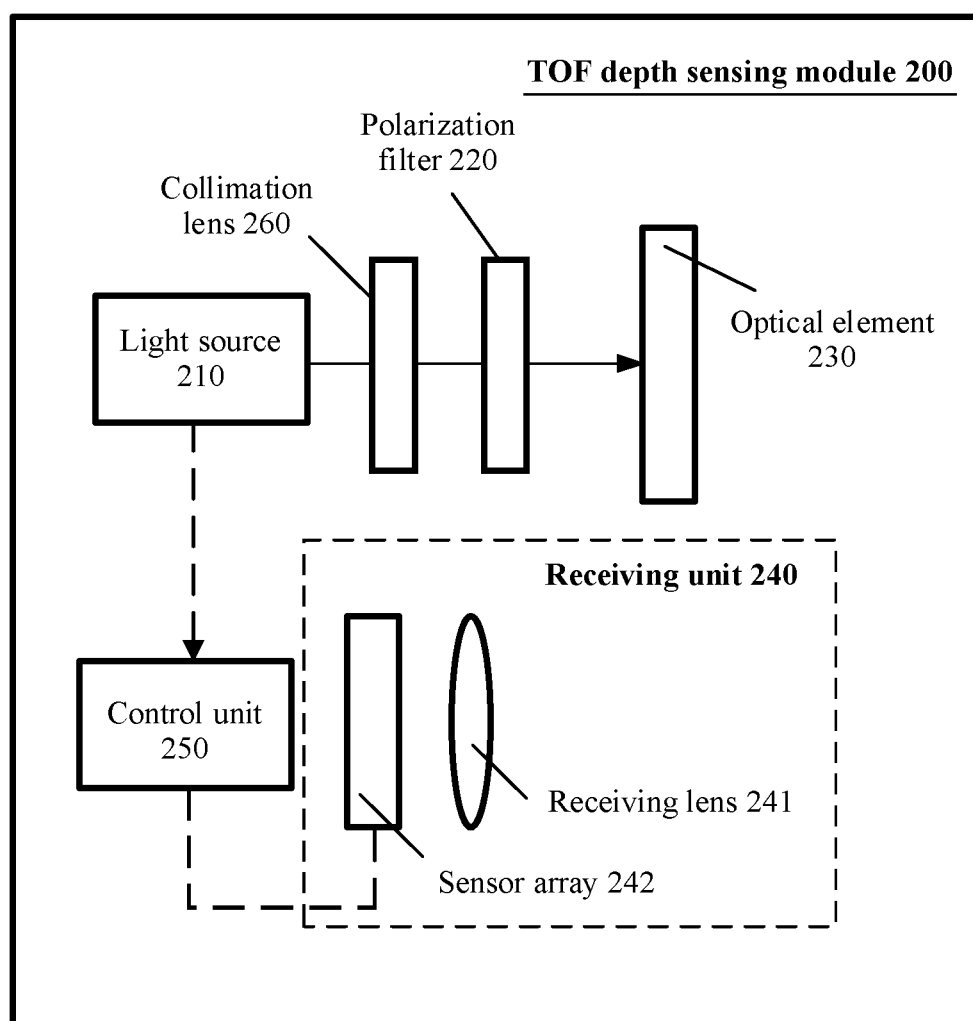 TOF depth sensing module 200
Polarization
filter 220
Collimation
lens 260
Light source
210
Optical element
230
Receiving unit 240
Control unit
250
Receiving lens 241
Sensor array 242